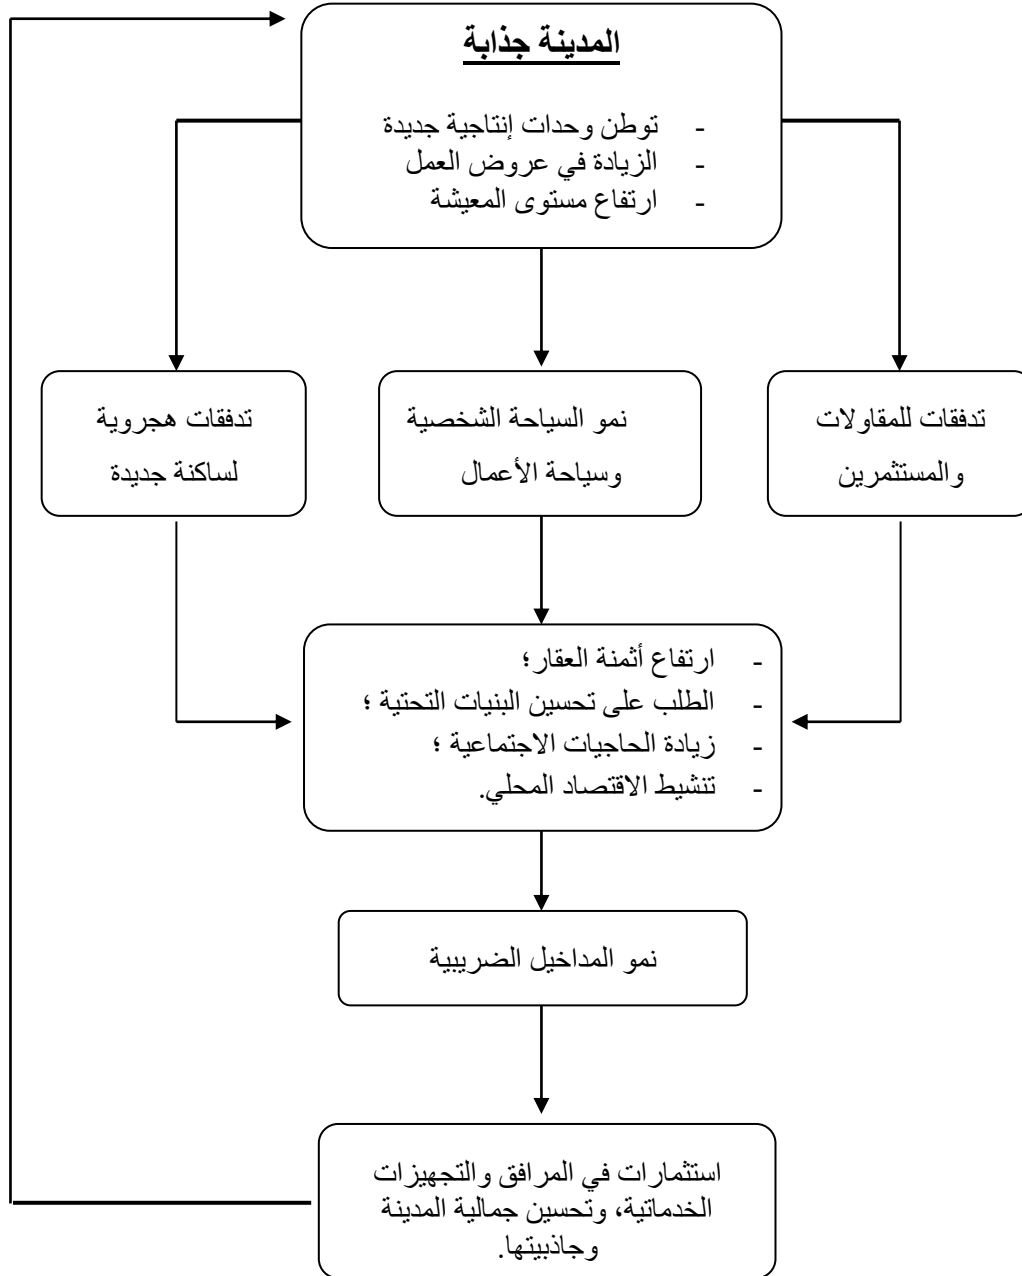 المدينة جذابة
- توطن وحدات إنتاجية جديدة
- الزيادة في عروض العمل
- ارتفاع مستوى المعيشة
تدفقات للمقاولات
والمستثمرين
نمو السياحة الشخصية
وسياحة الأعمال
تدفقات هجروية
لساكنة جديدة
- ارتفاع أثمنة العقار؛
- الطلب على تحسين البنيات التحتية ؛
- زيادة الحاجيات الاجتماعية ؛
- تنشيط الاقتصاد المحلي.
نمو المداخيل الضريبية
استثمارات في المرافق والتجهيزات
الخدماتية، وتحسين جمالية المدينة
وجاذبيتها.